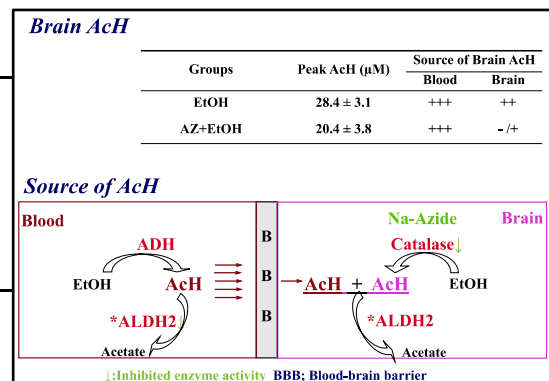 Brain AcH
Groups Peak AcH (µM) Source of Brain AcH
Blood Brain
EtOH 28.4 ± 3.1 +++ ++
AZ+EtOH 20.4 ± 3.8 +++ - /+
Source of AcH
Blood
ADH
EtOH
AcH
*ALDH2↓
Acetate
B
B
B
Na-Azide
Brain
Catalase↓
AcH + AcH
EtOH
*ALDH2
Acetate
↓:Inhibited enzyme activity BBB; Blood-brain barrier